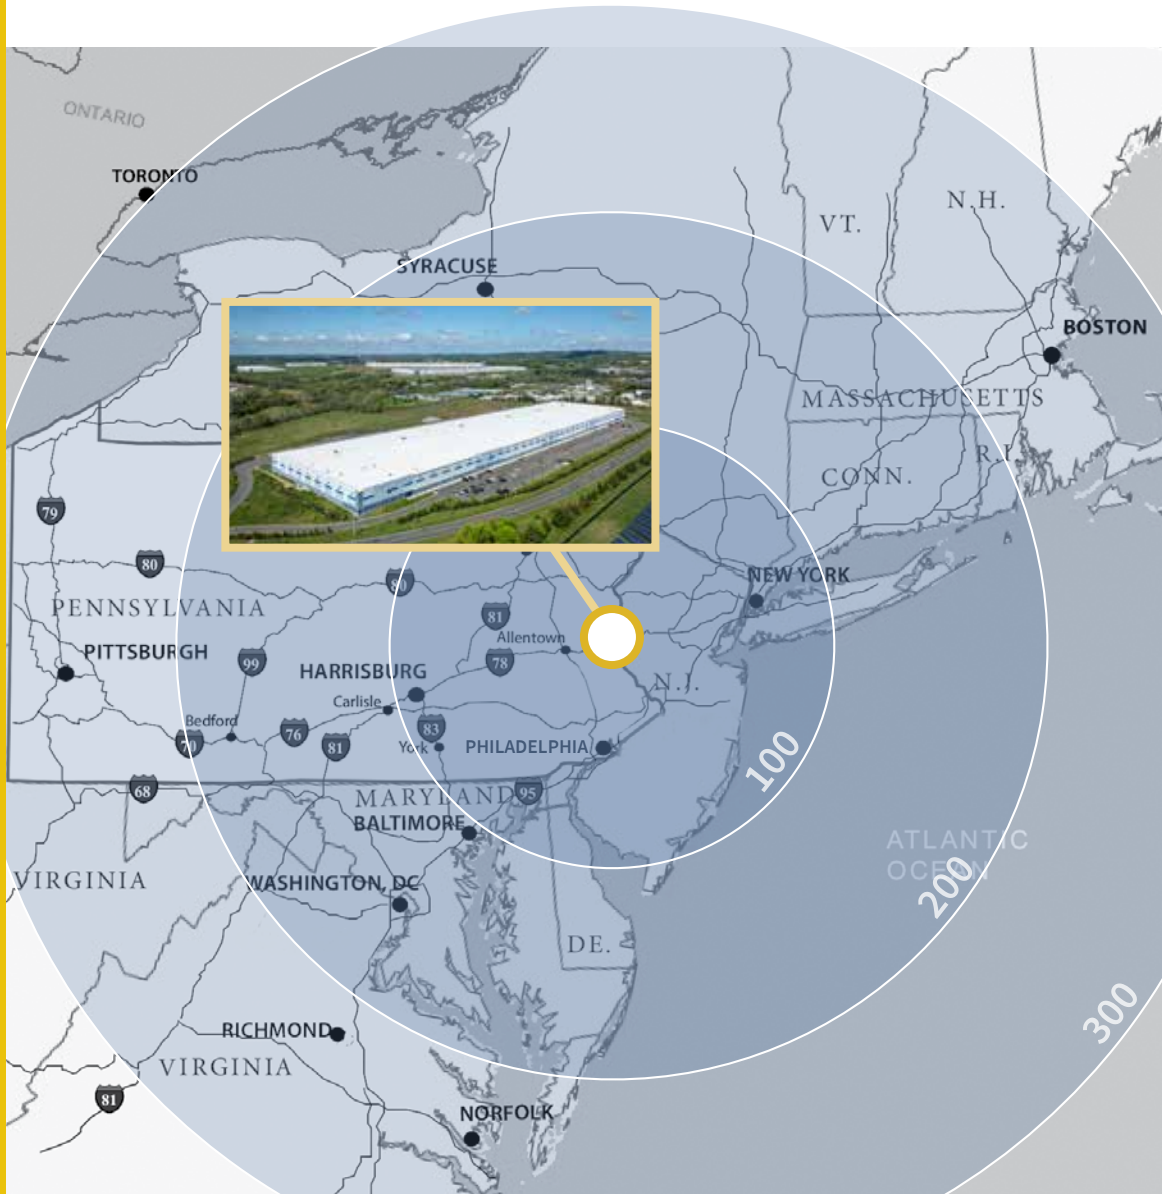 ONTARIO
TORONTO
SYRACUSE
VT.
N.H.
BOSTON
MASSACHUSETTS
CONN.
R.I.
79
80
80
PENNSYLVANIA
NEW YORK
81
Allentown
PITTSBURGH
99
78
HARRISBURG
N.J.
Carlisle
Bedford
70
76
81
83
York
PHILADELPHIA
100
68
MARYLAND
95
BALTIMORE
ATLANTIC
OCEAN
200
VIRGINIA
WASHINGTON, DC
DE.
300
RICHMOND
VIRGINIA
81
NORFOLK